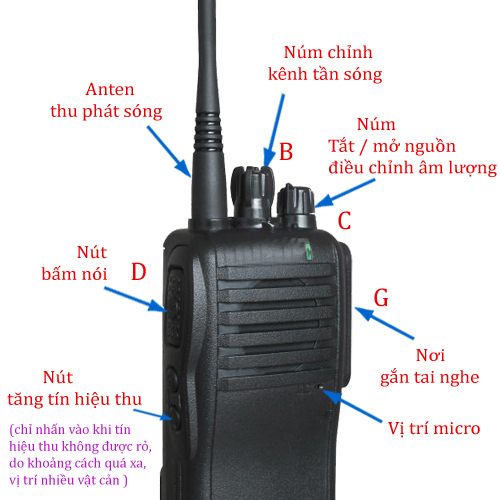 Núm chỉnh
kênh tần sóng
Anten
thu phát sóng
B
Núm
Tắt / mở nguồn
điều chỉnh âm lượng
C
Nút
bấm nói
D
G
Nơi
gắn tai nghe
Nút
tăng tín hiệu thu
Vị trí micro
(chỉ nhấn vào khi tín
hiệu thu không được rỏ,
do khoảng cách quá xa,
vị trí nhiều vật cản )